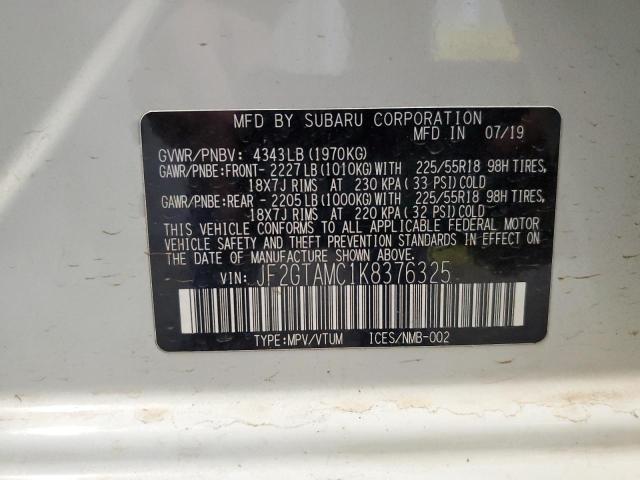 MFD BY SUBARU CORPORATION
MFD IN 07/19
GVWR/PNBV: 4343LB(1970KG)
GAWR/PNBE:FRONT- 2227LB(1010KG)WITH 225/55R18 98H TIRES,
18X7J RIMS AT 230 KPA(33 PSI)COLD
GAWR/PNBE:REAR - 2205LB(1000KG)WITH 225/55R18 98H TIRES,
18X7J RIMS AT 220 KPA(32 PSI)COLD
THIS VEHICLE CONFORMS TO ALL APPLICABLE FEDERAL MOTOR
VEHICLE SAFETY AND THEFT PREVENTION STANDARDS IN EFFECT ON
THE DATE OF MANUFACTURE SHOWN ABOVE.
VIN: JF2GTAMC1K8376325
TYPE:MPV/VTUM ICES/NMB-002